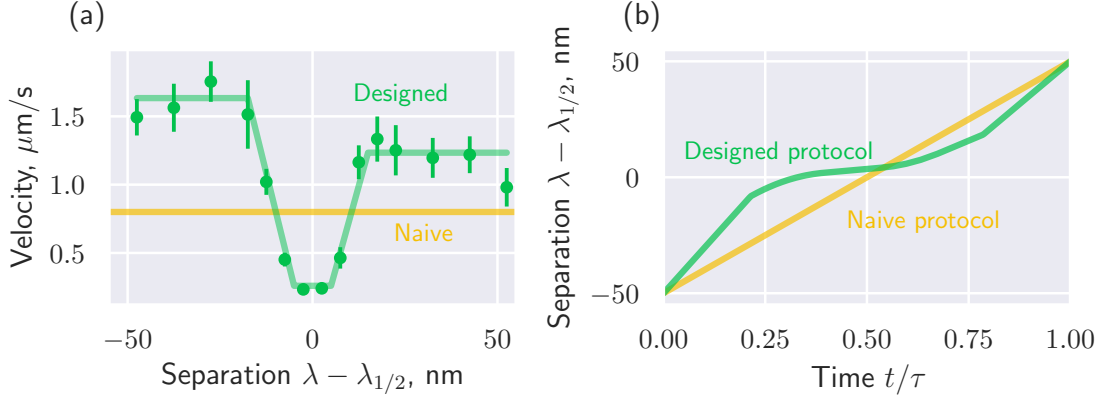 (a)
Velocity, μm/s
1.5
1.0
0.5
Designed
Naive
−50
0
50
Separation λ − λ1/2, nm
(b)
Separation λ − λ1/2, nm
50
0
−50
Designed protocol
Naive protocol
0.00
0.25
0.50
0.75
1.00
Time t/τ